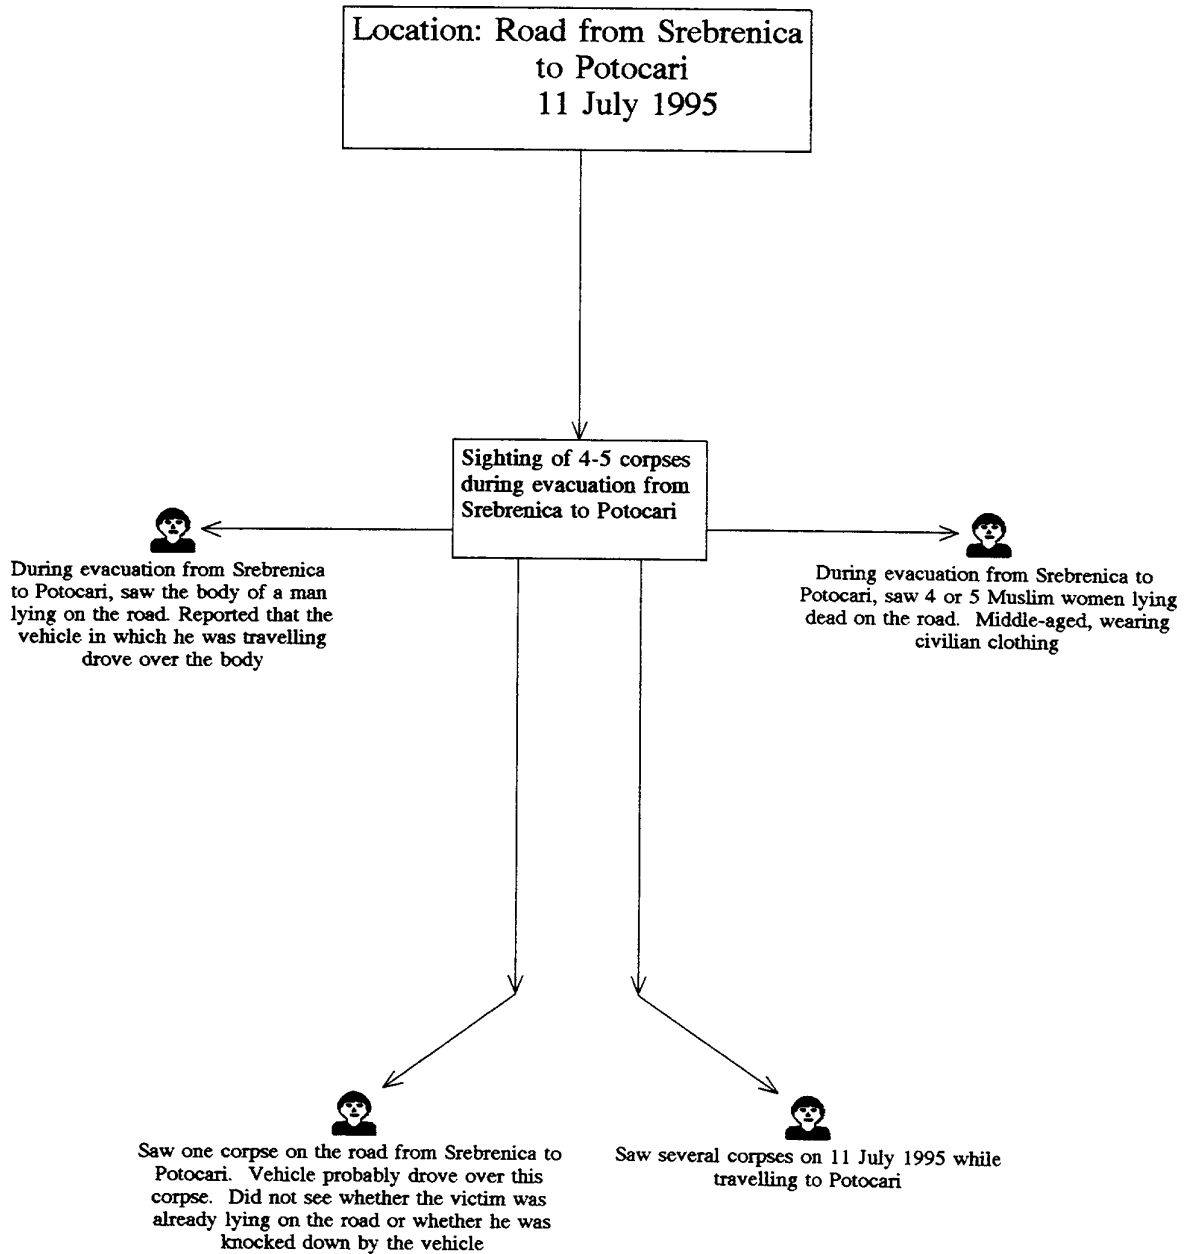 Location: Road from Srebrenica
to Potocari
11 July 1995
Sighting of 4-5 corpses
during evacuation from
Srebrenica to Potocari
During evacuation from Srebrenica
to Potocari, saw the body of a man
lying on the road. Reported that the
vehicle in which he was travelling
drove over the body
During evacuation from Srebrenica to
Potocari, saw 4 or 5 Muslim women lying
dead on the road. Middle-aged, wearing
civilian clothing
Saw one corpse on the road from Srebrenica to
Potocari. Vehicle probably drove over this
corpse. Did not see whether the victim was
already lying on the road or whether he was
knocked down by the vehicle
Saw several corpses on 11 July 1995 while
travelling to Potocari